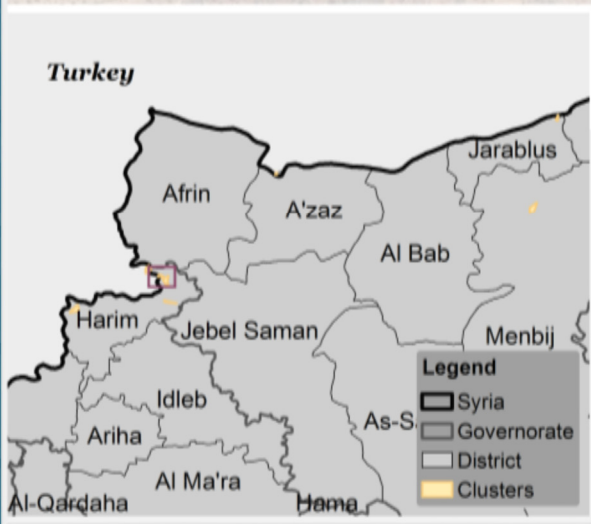 Turkey
Jarablus
Afrin
A'zaz
Al Bab
Harim
Jebel Saman
Menbij
Legend
Syria
Idleb
As-S
Governorate
Ariha
District
Al Ma'ra
Clusters
Al-Qardaha
Hama